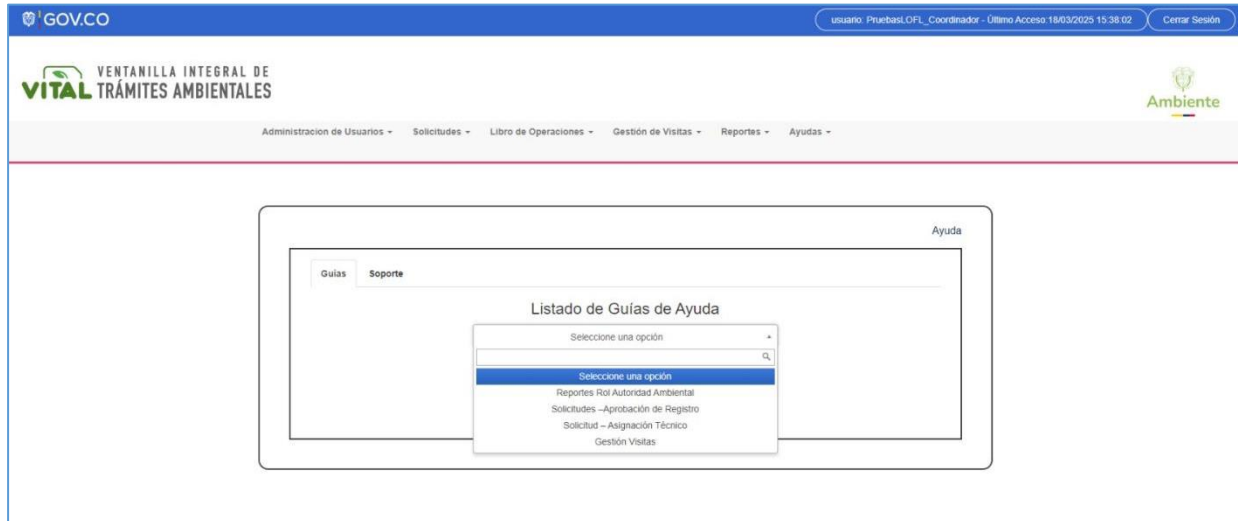 GOV.CO
usuario: PruebasLOFL_Coordinador - Último Acceso:18/03/2025 15:38:02
Cerrar Sesión
VENTANILLA INTEGRAL DE
VITAL TRÁMITES AMBIENTALES
Ambiente
Administracion de Usuarios Solicitudes Libro de Operaciones Gestión de Visitas Reportes Ayudas
Ayuda
Guías Soporte
Listado de Guías de Ayuda
Seleccione una opción
Seleccione una opción
Reportes Rol Autoridad Ambiental
Solicitudes –Aprobación de Registro
Solicitud – Asignación Técnico
Gestión Visitas